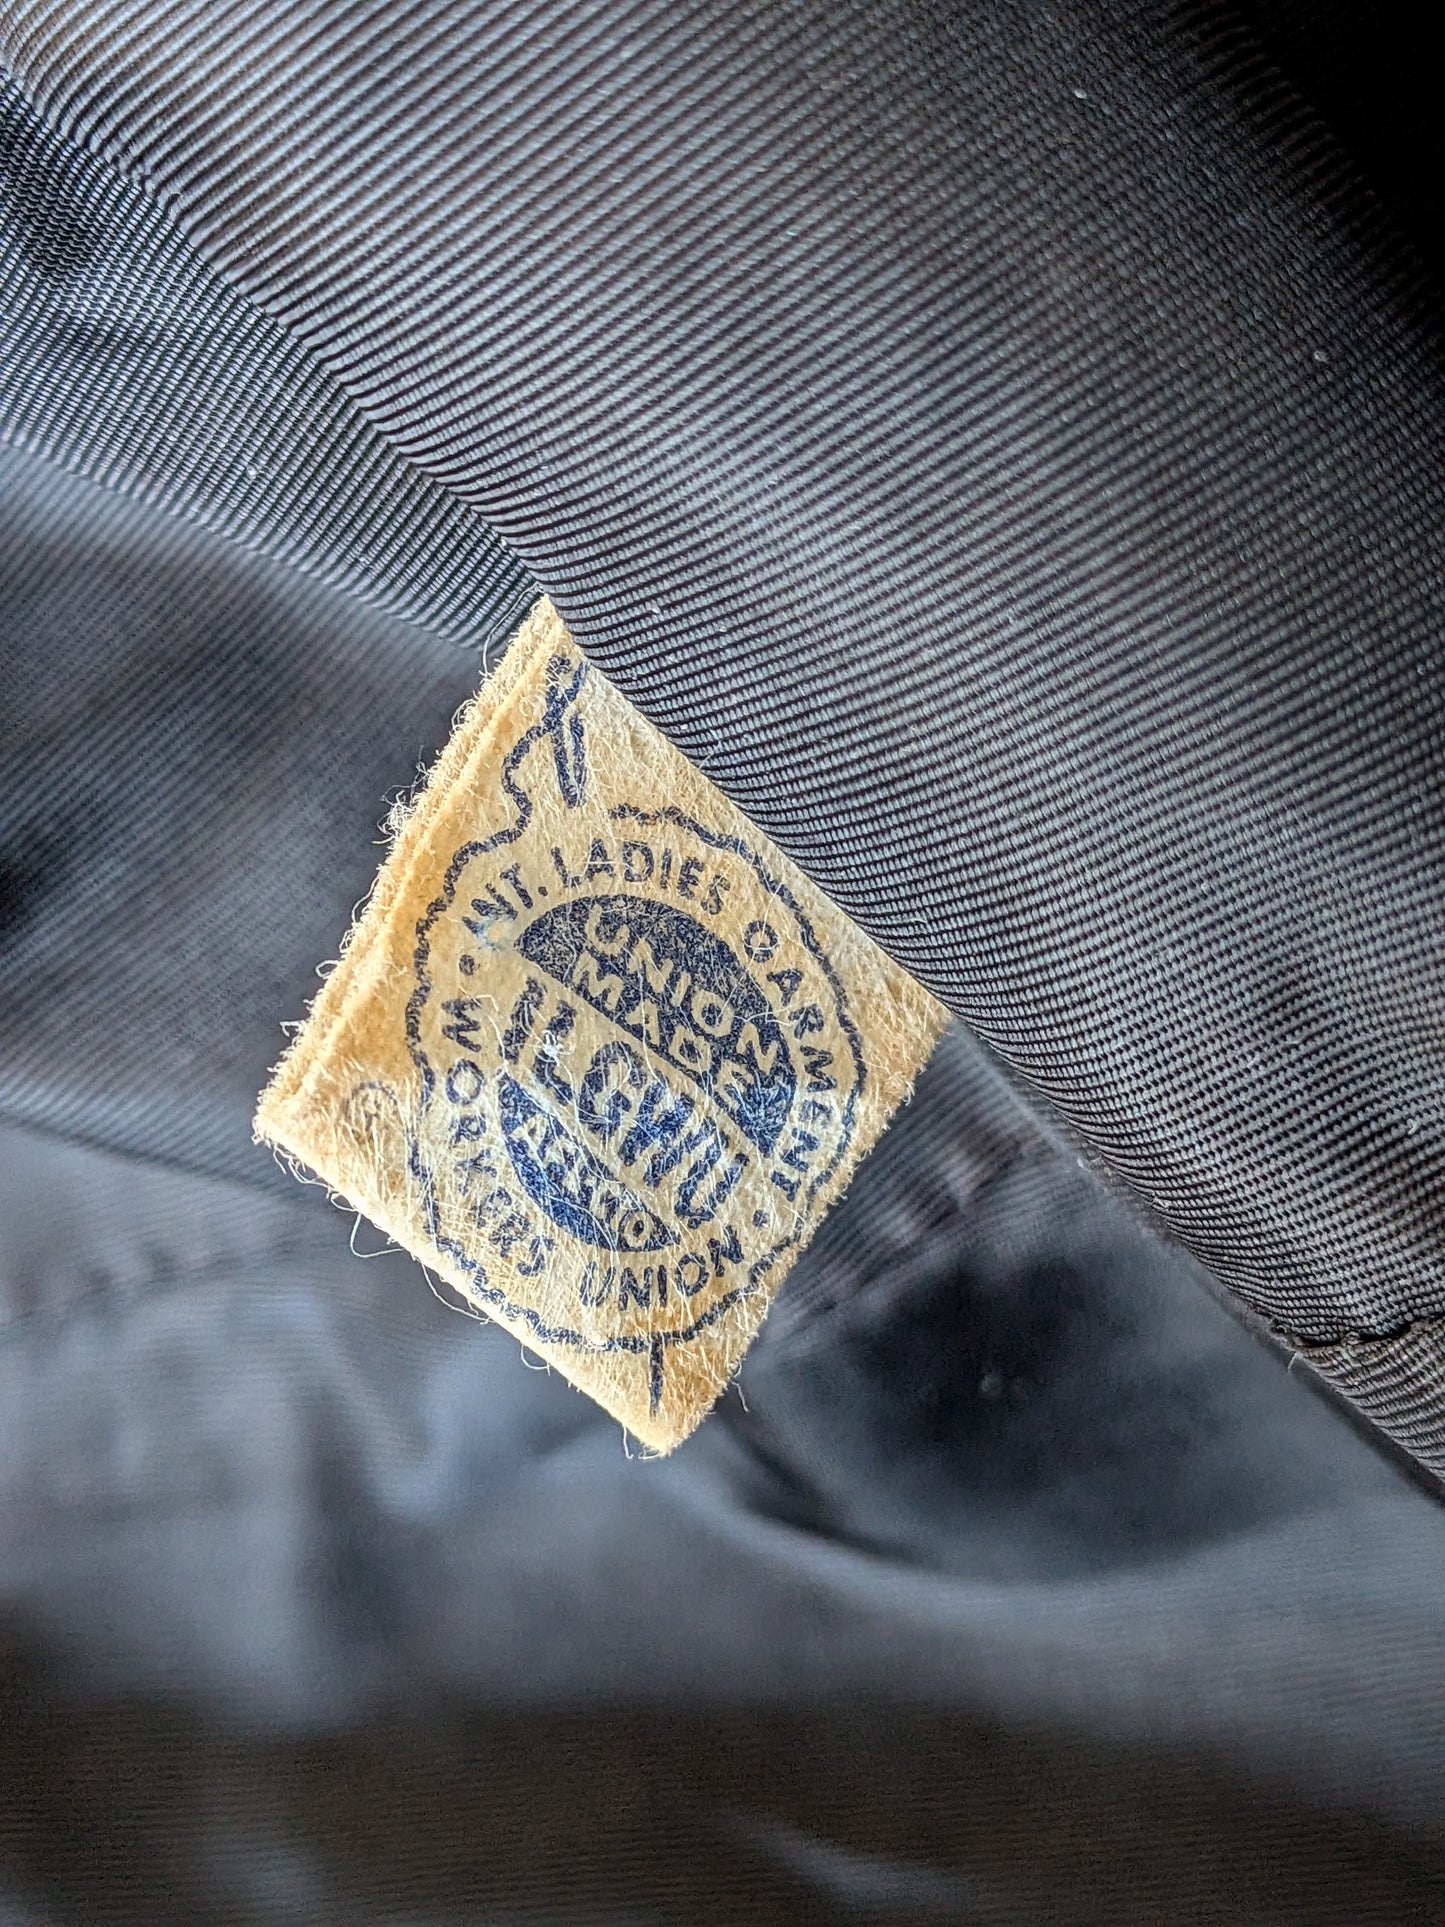 INT. LADIES GARMENT
WORKERS UNION
UNION
MADE
ILGWU
AFL-CIO
®